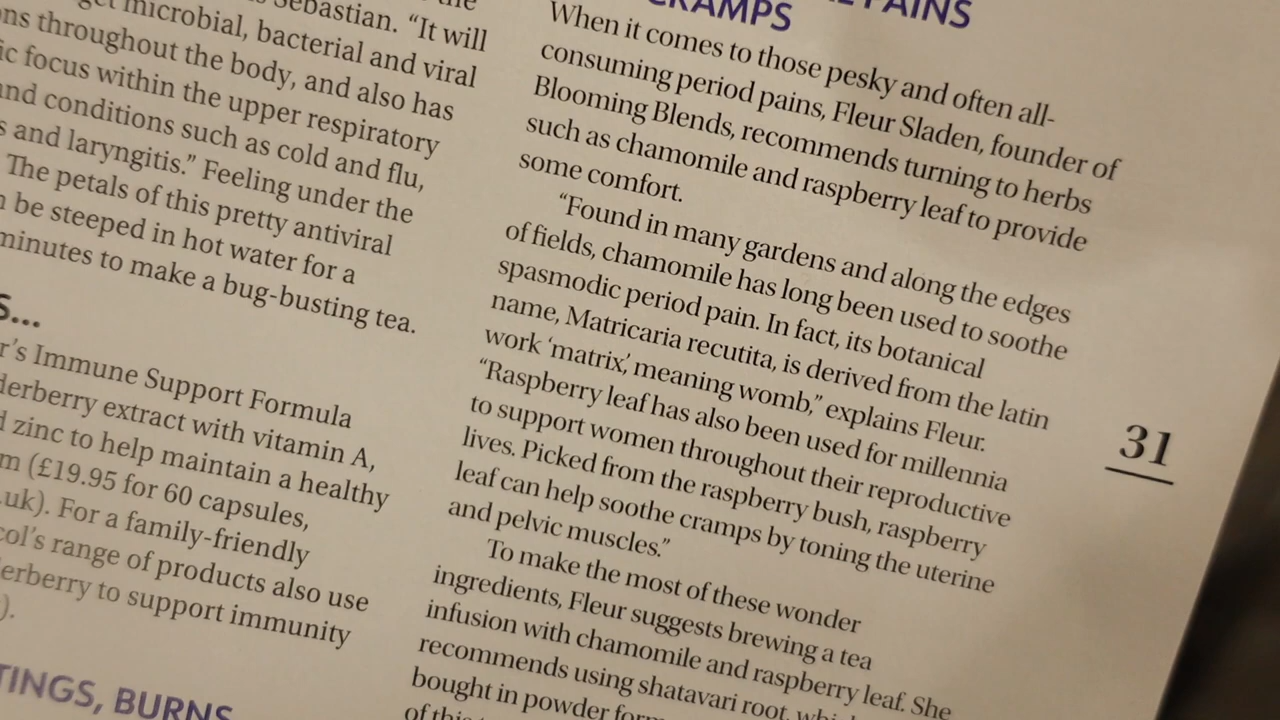 Sebastian. “It will
microbial, bacterial and viral
throughout the body, and also has
focus within the upper respiratory
and conditions such as cold and flu,
and laryngitis.” Feeling under the
The petals of this pretty antiviral
be steeped in hot water for a
minutes to make a bug-busting tea.
Immune Support Formula
extract with vitamin A,
zinc to help maintain a healthy
(£19.95 for 60 capsules,
.uk). For a family-friendly
range of products also use
to support immunity
).
BURNS
CRAMPS
PAINS
When it comes to those pesky and often all-
consuming period pains, Fleur Sladen, founder of
Blooming Blends, recommends turning to herbs
such as chamomile and raspberry leaf to provide
some comfort.
“Found in many gardens and along the edges
of fields, chamomile has long been used to soothe
spasmodic period pain. In fact, its botanical
name, Matricaria recutita, is derived from the latin
work ‘matrix’, meaning womb,” explains Fleur.
“Raspberry leaf has also been used for millennia
to support women throughout their reproductive
lives. Picked from the raspberry bush, raspberry
leaf can help soothe cramps by toning the uterine
and pelvic muscles.”
To make the most of these wonder
ingredients, Fleur suggests brewing a tea
infusion with chamomile and raspberry leaf. She
recommends using shatavari root,
bought in powder
31